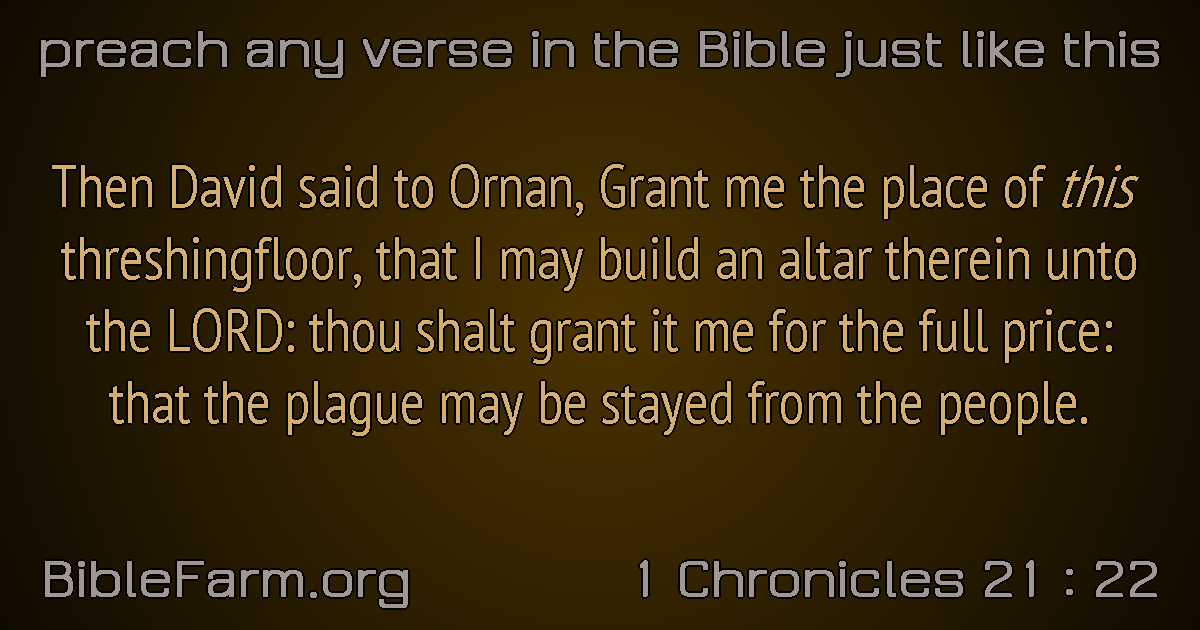 preach any verse in the Bible just like this
Then David said to Ornan, Grant me the place of this
threshingfloor, that I may build an altar therein unto
the LORD: thou shalt grant it me for the full price:
that the plague may be stayed from the people.
BibleFarm.org
1 Chronicles 21 : 22